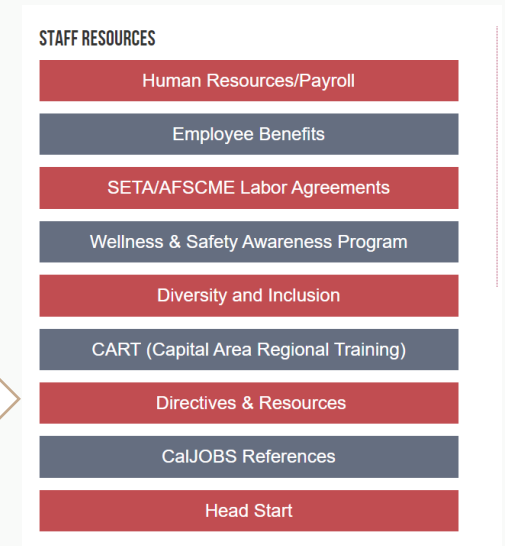 STAFF RESOURCES
Human Resources/Payroll
Employee Benefits
SETA/AFSCME Labor Agreements
Wellness & Safety Awareness Program
Diversity and Inclusion
CART (Capital Area Regional Training)
Directives & Resources
CalJOBS References
Head Start